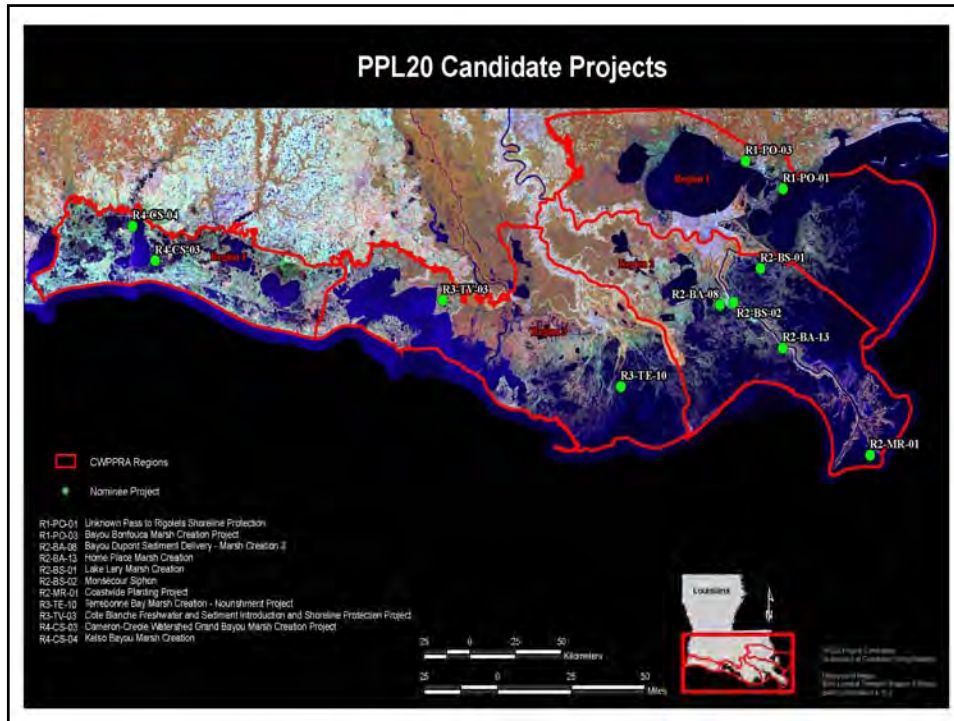 PPL20 Candidate Projects
R1-PO-03
Region 1
R1-PO-01
R4-CS-04
R4-CS-03
Region 4
R2-BS-01
Region 2
R3-TV-03
R2-BA-08
R2-BS-02
Region 3
R2-BA-13
R3-TE-10
R2-MR-01
CWPPRA Regions
Nominee Project
R1-PO-01 Unknown Pass to Rigolets Shoreline Protection
R1-PO-03 Bayou Bonfouca Marsh Creation Project
R2-BA-08 Bayou Dupont Sediment Delivery - Marsh Creation 3
R2-BA-13 Home Place Marsh Creation
R2-BS-01 Lake Lery Marsh Creation
R2-BS-02 Monsecour Siphon
R2-MR-01 Coastwide Planting Project
R3-TE-10 Terrebonne Bay Marsh Creation - Nourishment Project
R3-TV-03 Cote Blanche Freshwater and Sediment Introduction and Shoreline Protection Project
R4-CS-03 Cameron-Creole Watershed Grand Bayou Marsh Creation Project
R4-CS-04 Kelso Bayou Marsh Creation
Louisiana
25 0 25 50
Kilometers
25 0 25 50
Miles